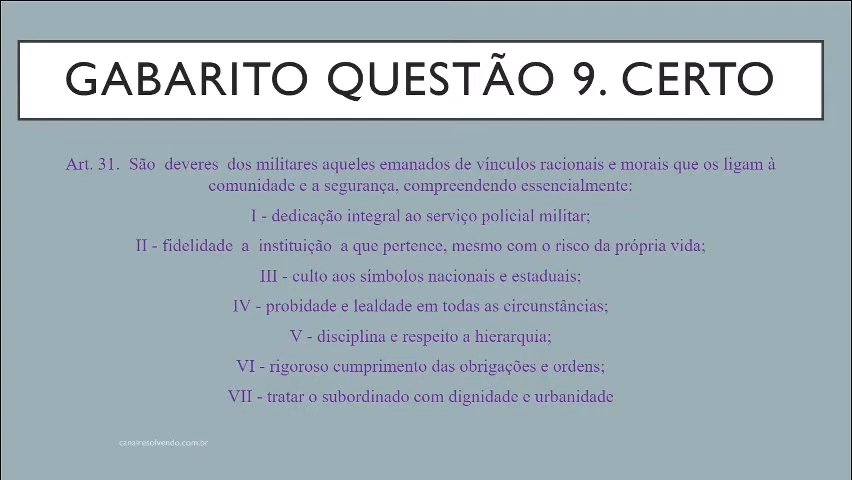 GABARITO QUESTÃO 9. CERTO
Art. 31. São deveres dos militares aqueles emanados de vínculos racionais e morais que os ligam à
comunidade e a segurança, compreendendo essencialmente:
I - dedicação integral ao serviço policial militar;
II - fidelidade a instituição a que pertence, mesmo com o risco da própria vida;
III - culto aos símbolos nacionais e estaduais;
IV - probidade e lealdade em todas as circunstâncias;
V - disciplina e respeito a hierarquia;
VI - rigoroso cumprimento das obrigações e ordens;
VII - tratar o subordinado com dignidade e urbanidade
canalresolvendo.com.br